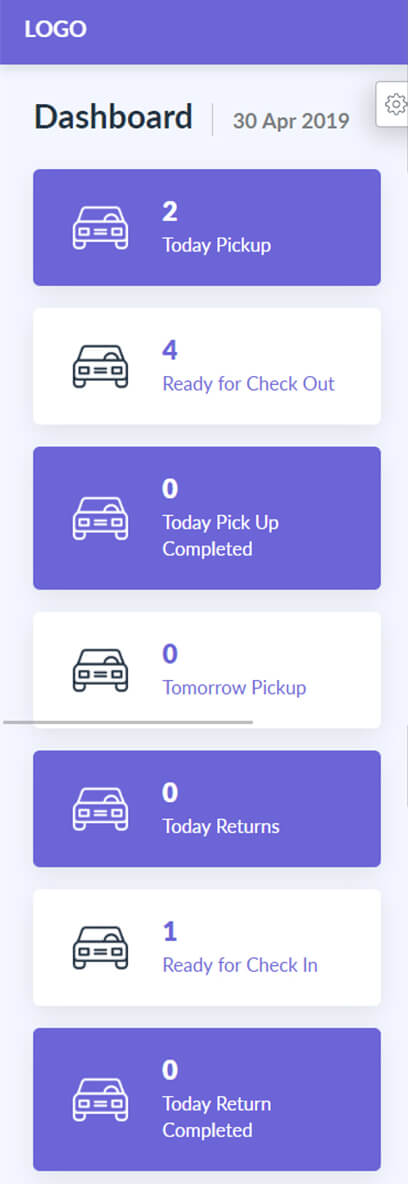 LOGO
Dashboard 30 Apr 2019
2
Today Pickup
4
Ready for Check Out
0
Today Pick Up
Completed
0
Tomorrow Pickup
0
Today Returns
1
Ready for Check In
0
Today Return
Completed